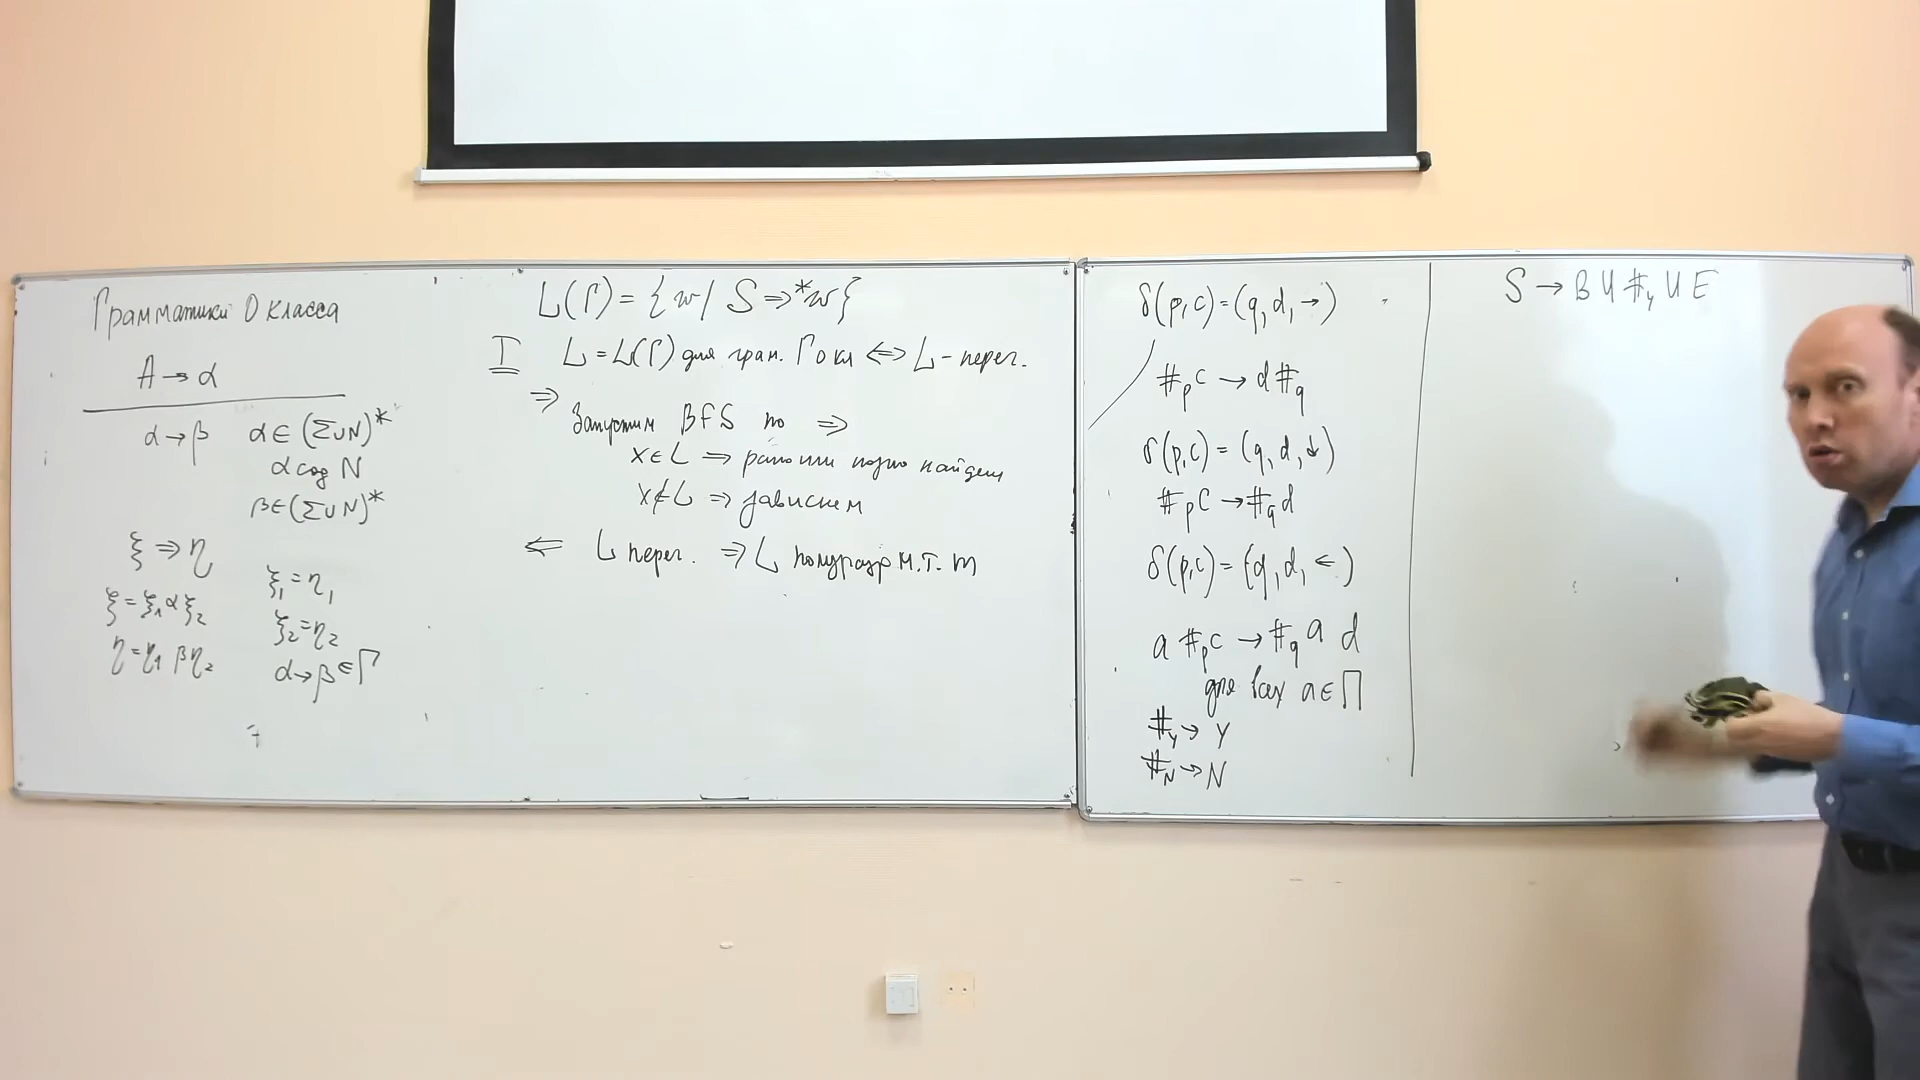 Грамматики 0 класса
A → α
α → β α ∈ (Σ∪N)*
α сод N
β ∈ (Σ∪N)*
ξ ⇒ η
ξ = ξ₁ α ξ₂ ξ₁ = η₁
η = η₁ β η₂ ξ₂ = η₂
α → β ∈ Γ
L(Γ) = { w | S ⇒* w }
T L = L(Γ) для грам. Γ 0 кл ⇔ L - переч.
⇒ Запустим BFS по ⇒
x ∈ L ⇒ рано или поздно найдем
x ∉ L ⇒ зависнем
⇐ L переч. ⇒ L полуразр М.Т. m
δ(p,c) = (q, d, →)
#ₚ c → d #q
δ(p,c) = (q, d, ↓)
#ₚ c → #q d
δ(p,c) = (q, d, ←)
a #ₚ c → #q a d
для всех a ∈ Π
#Y → Y
#N → N
S → B U #Y U E